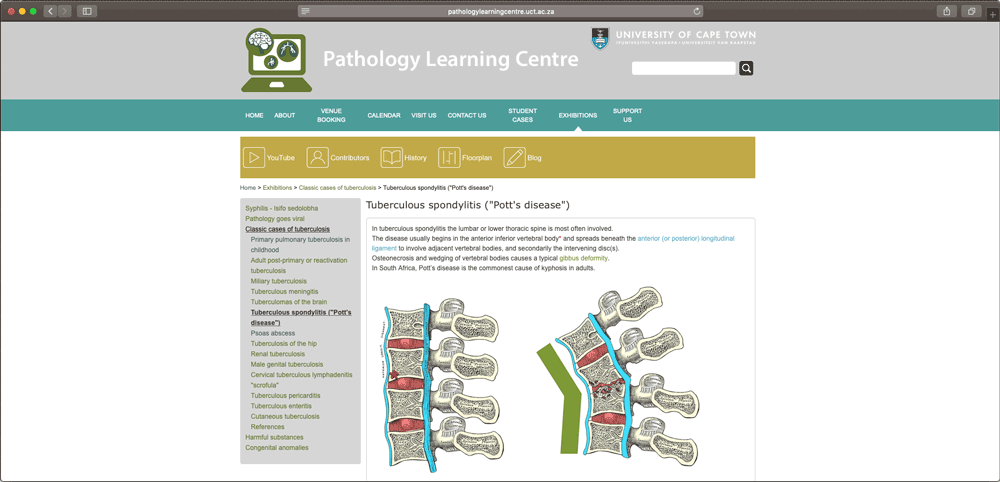 pathologylearningcentre.uct.ac.za
UNIVERSITY OF CAPE TOWN
Pathology Learning Centre
HOME ABOUT VENUE BOOKING CALENDAR VISIT US CONTACT US STUDENT CASES EXHIBITIONS SUPPORT US
YouTube Contributors History Floorplan Blog
Home > Exhibitions > Classic cases of tuberculosis > Tuberculous spondylitis ("Pott's disease")
Syphilis - Isifo sedolobha
Pathology goes viral
Classic cases of tuberculosis
Primary pulmonary tuberculosis in
childhood
Adult post-primary or reactivation
tuberculosis
Miliary tuberculosis
Tuberculous meningitis
Tuberculomas of the brain
Tuberculous spondylitis ("Pott's
disease")
Psoas abscess
Tuberculosis of the hip
Renal tuberculosis
Male genital tuberculosis
Cervical tuberculous lymphadenitis
"scrofula"
Tuberculous pericarditis
Tuberculous enteritis
Cutaneous tuberculosis
References
Harmful substances
Congenital anomalies
Tuberculous spondylitis ("Pott's disease")
In tuberculous spondylitis the lumbar or lower thoracic spine is most often involved.
The disease usually begins in the anterior inferior vertebral body* and spreads beneath the anterior (or posterior) longitudinal
ligament to involve adjacent vertebral bodies, and secondarily the intervening disc(s).
Osteonecrosis and wedging of vertebral bodies causes a typical gibbus deformity.
In South Africa, Pott's disease is the commonest cause of kyphosis in adults.